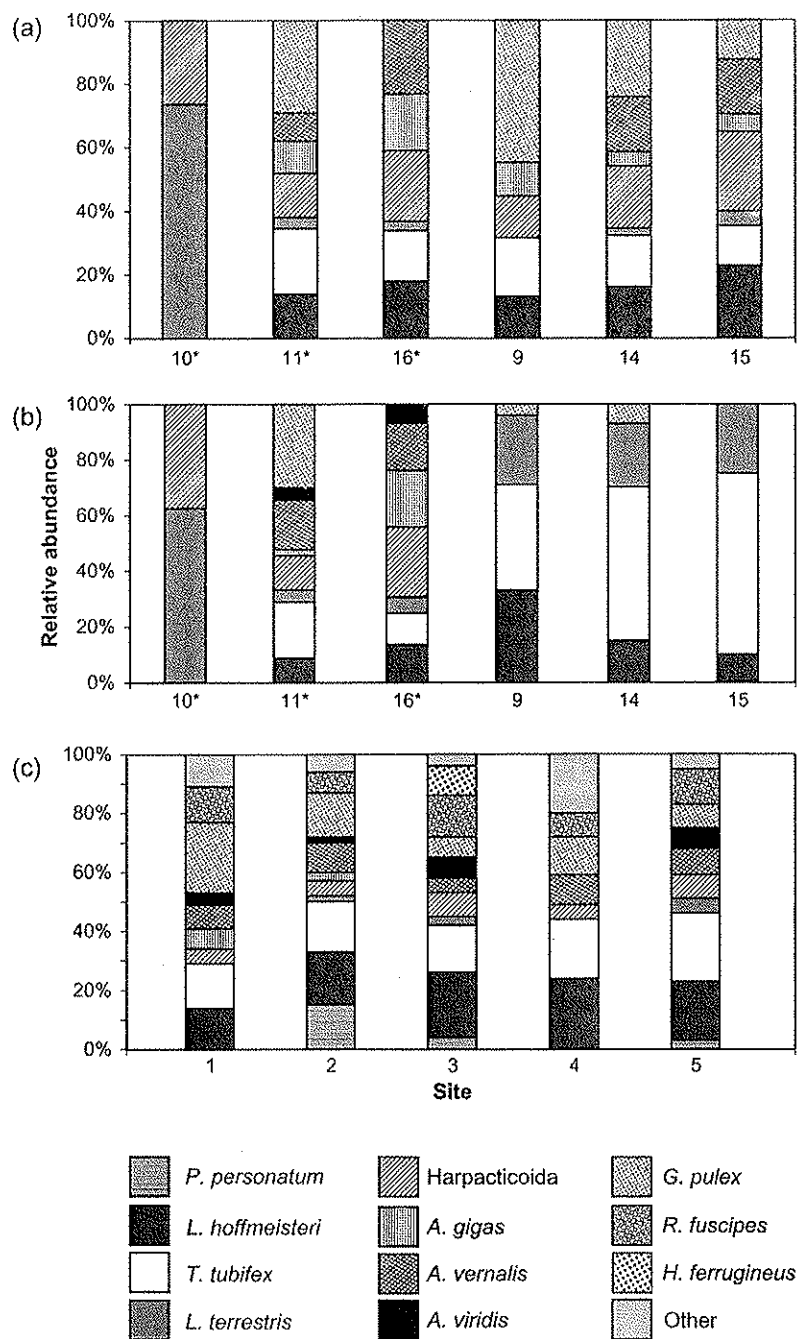 (a)
100%
80%
60%
40%
20%
0%
10* 11* 16* 9 14 15
(b)
100%
80%
60%
40%
20%
0%
10* 11* 16* 9 14 15
Relative abundance
(c)
100%
80%
60%
40%
20%
0%
1 2 3 4 5
Site
P. personatum Harpacticoida G. pulex
L. hoffmeisteri A. gigas R. fuscipes
T. tubifex A. vernalis H. ferrugineus
L. terrestris A. viridis Other